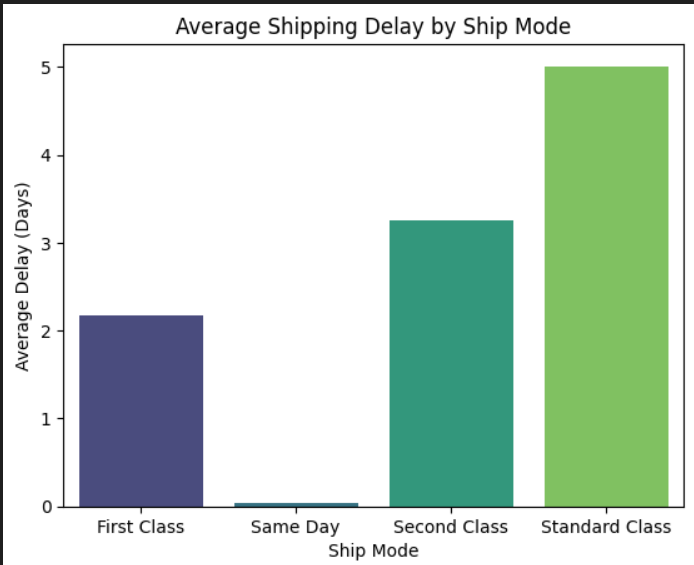 Average Shipping Delay by Ship Mode
Average Delay (Days)
5
4
3
2
1
0
First Class Same Day Second Class Standard Class
Ship Mode